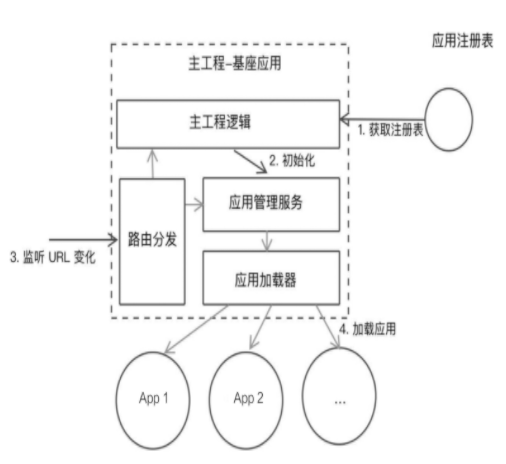 应用注册表
主工程-基座应用
主工程逻辑
1. 获取注册表
2. 初始化
应用管理服务
路由分发
3. 监听 URL 变化
应用加载器
4. 加载应用
App 1
App 2
...